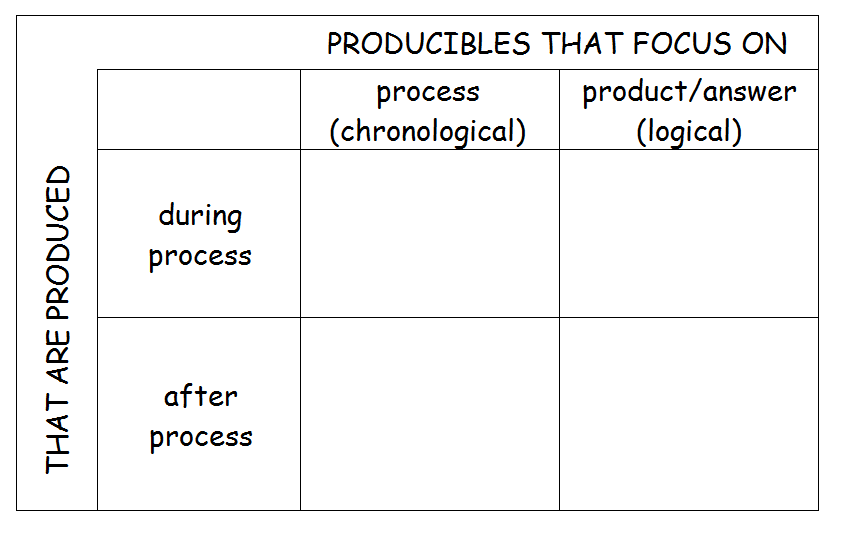 PRODUCIBLES THAT FOCUS ON
process
(chronological)
product/answer
(logical)
THAT ARE PRODUCED
during
process
after
process